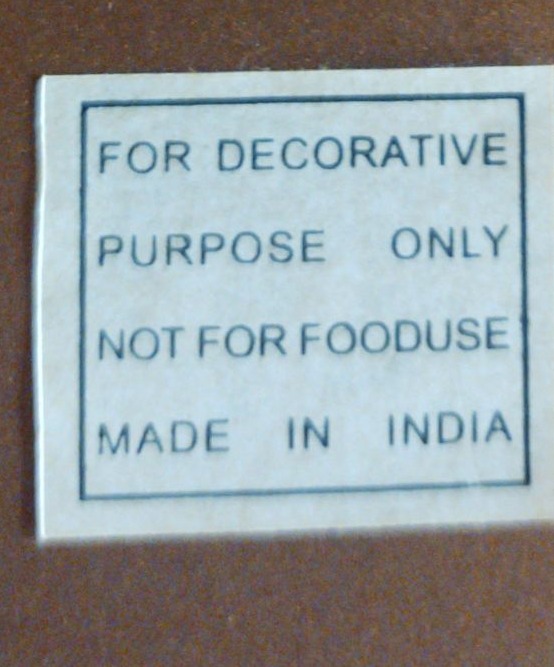 FOR DECORATIVE
PURPOSE ONLY
NOT FOR FOODUSE
MADE IN INDIA